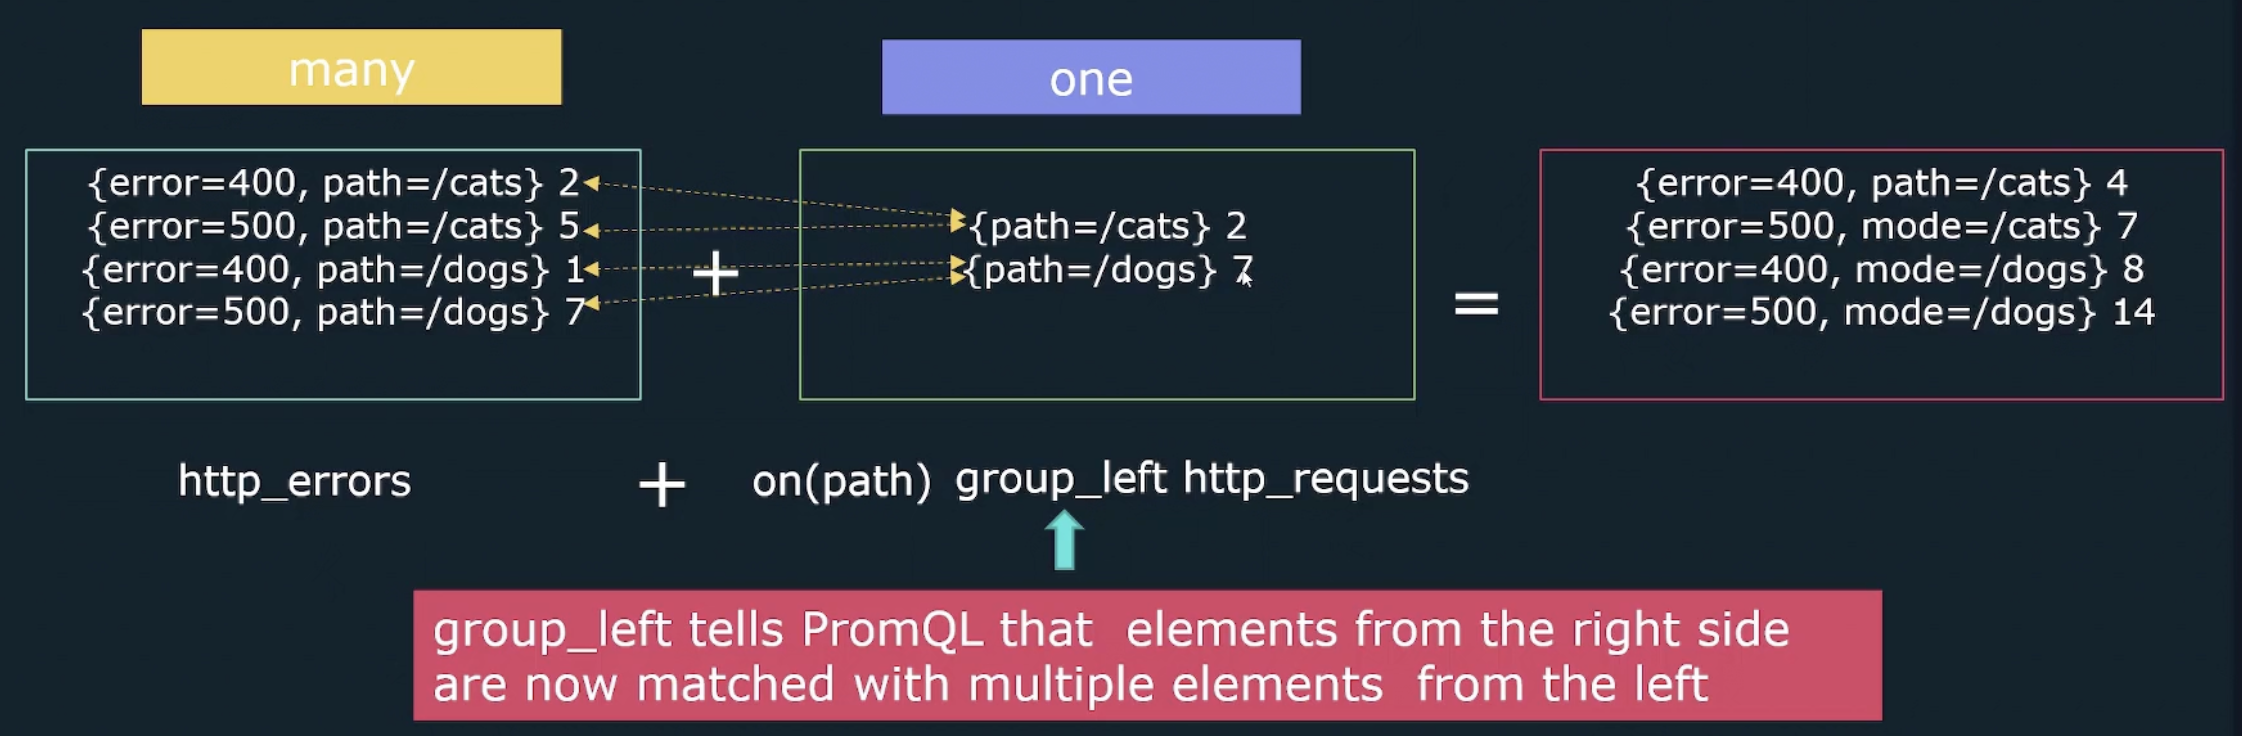 many
one
{error=400, path=/cats} 2
{error=500, path=/cats} 5
{error=400, path=/dogs} 1
{error=500, path=/dogs} 7
+
{path=/cats} 2
{path=/dogs} 7
=
{error=400, path=/cats} 4
{error=500, mode=/cats} 7
{error=400, mode=/dogs} 8
{error=500, mode=/dogs} 14
http_errors + on(path) group_left http_requests
group_left tells PromQL that elements from the right side
are now matched with multiple elements from the left